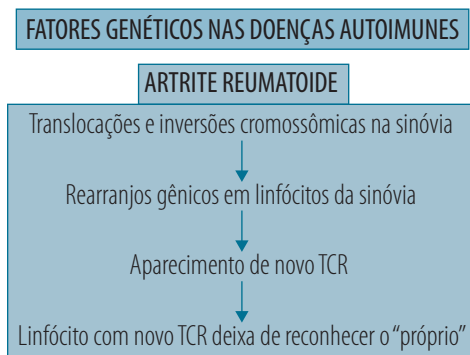 FATORES GENÉTICOS NAS DOENÇAS AUTOIMUNES
ARTRITE REUMATOIDE
Translocações e inversões cromossômicas na sinóvia
Rearranjos gênicos em linfócitos da sinóvia
Aparecimento de novo TCR
Linfócito com novo TCR deixa de reconhecer o “próprio”